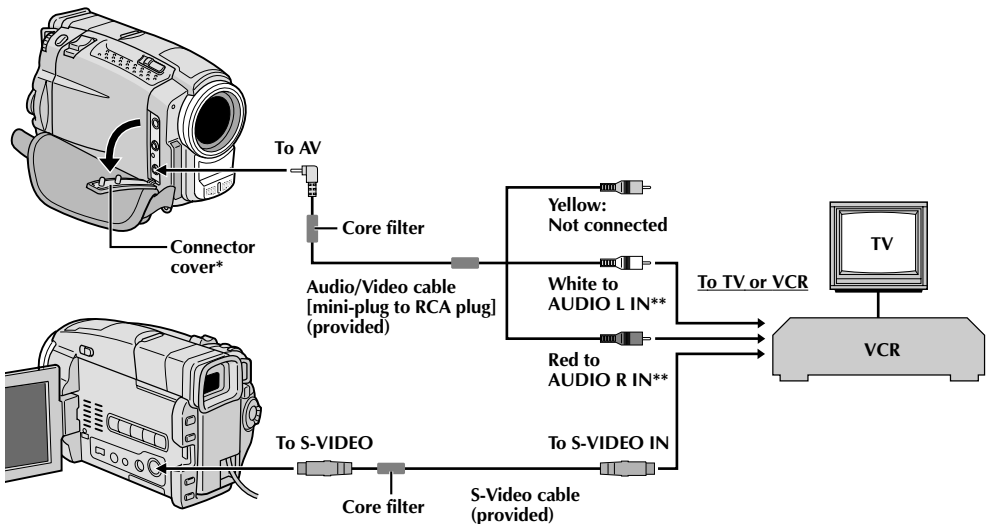 To AV
Core filter
Connector
cover*
Audio/Video cable
[mini-plug to RCA plug]
(provided)
Yellow:
Not connected
White to
AUDIO L IN**
Red to
AUDIO R IN**
To TV or VCR
TV
VCR
To S-VIDEO
Core filter
S-Video cable
(provided)
To S-VIDEO IN